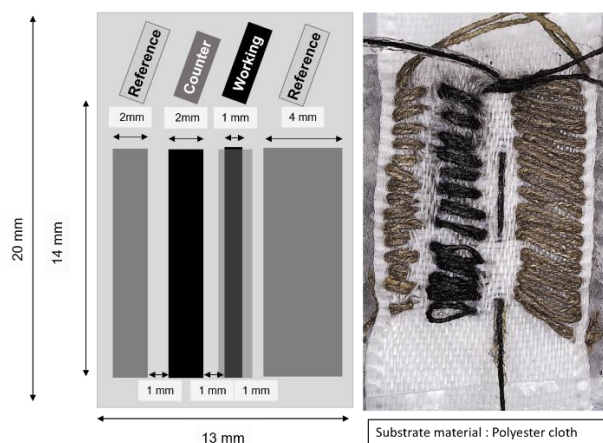 Reference
Counter
Working
Reference
2mm
2mm
1 mm
4 mm
20 mm
14 mm
1 mm
1 mm
1 mm
13 mm
Substrate material : Polyester cloth